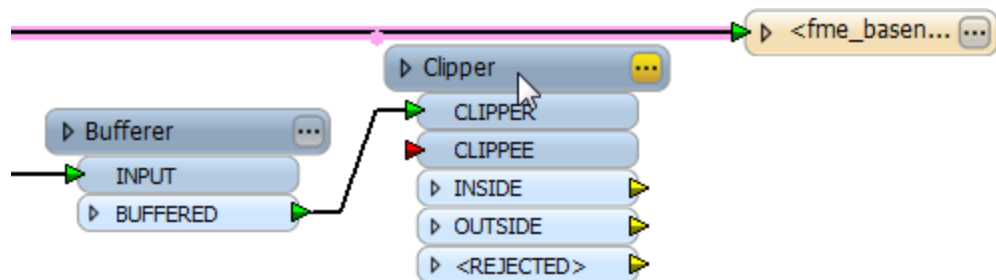 <fme_basen...
Clipper
CLIPPER
CLIPPEE
INSIDE
OUTSIDE
<REJECTED>
Bufferer
INPUT
BUFFERED